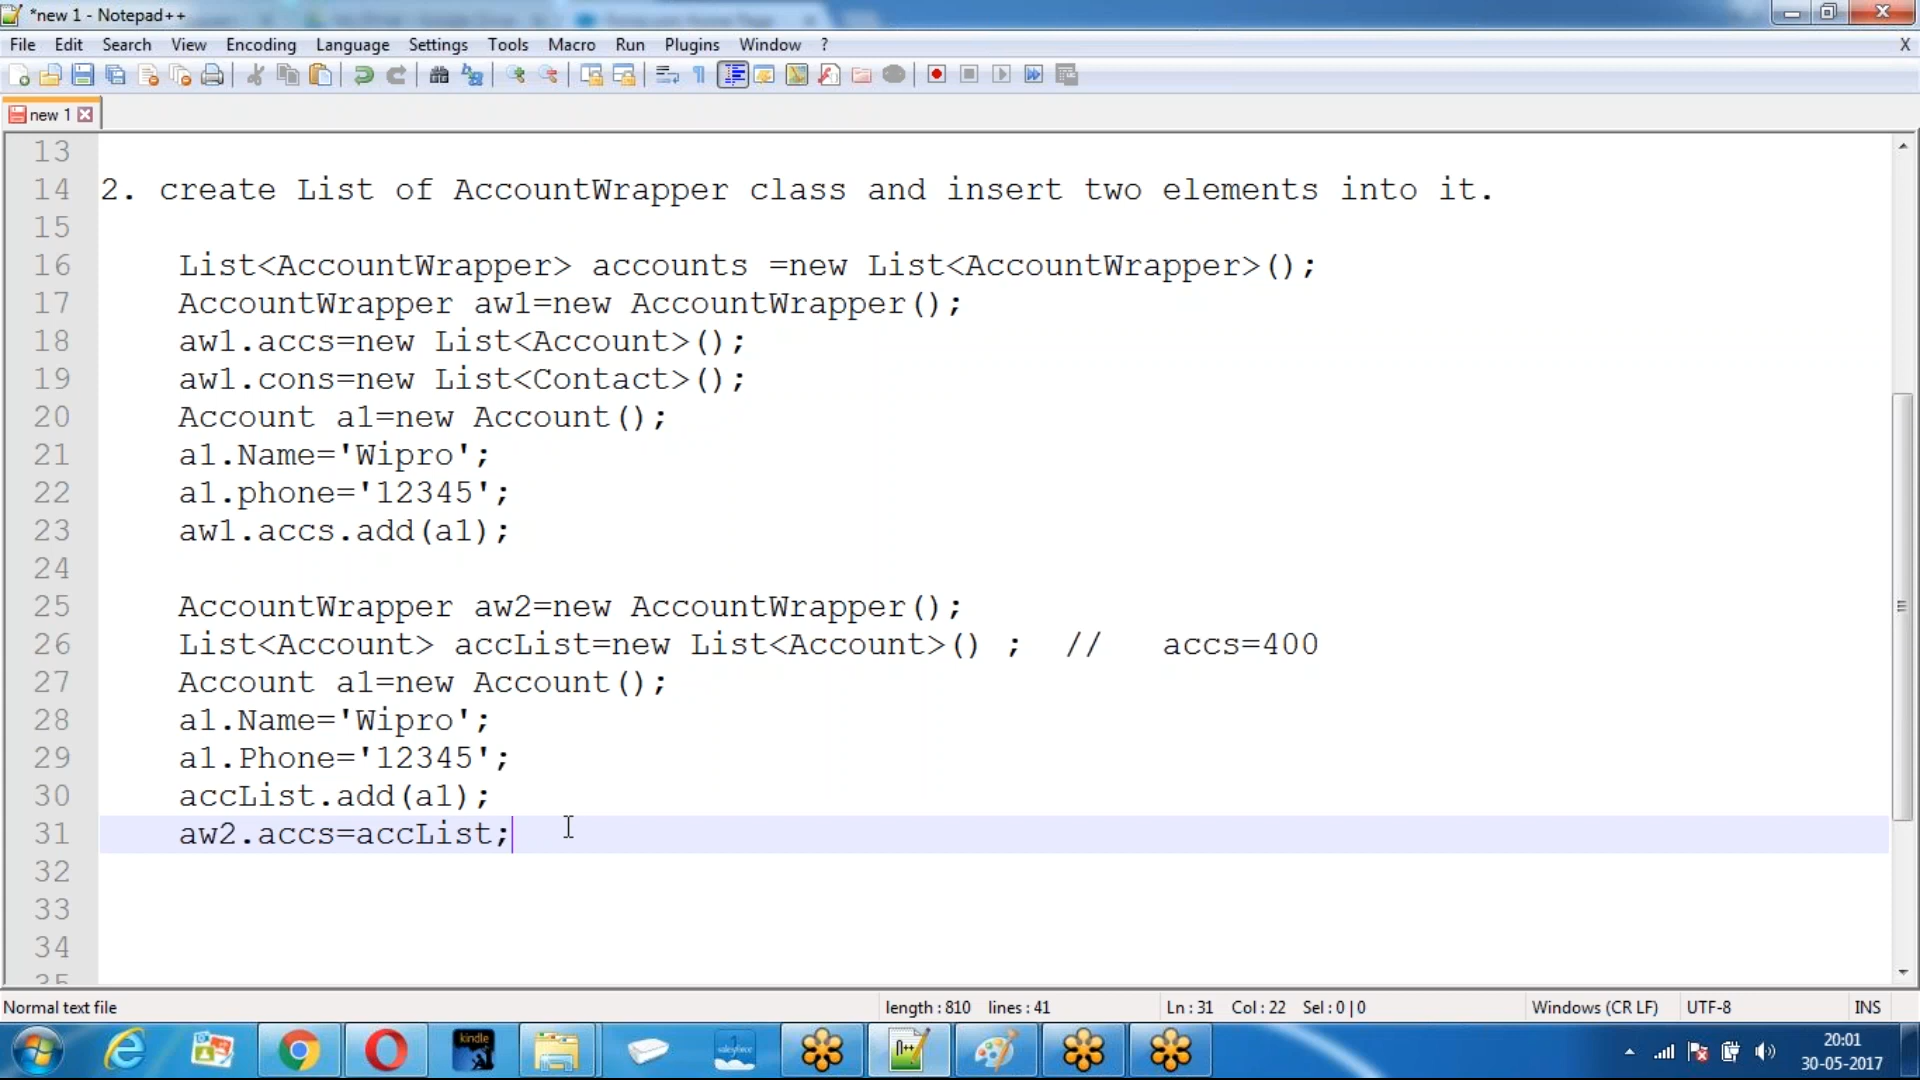 *new 1 - Notepad++
File Edit Search View Encoding Language Settings Tools Macro Run Plugins Window ? X
new 1
13
14 2. create List of AccountWrapper class and insert two elements into it.
15
16 List<AccountWrapper> accounts =new List<AccountWrapper>();
17 AccountWrapper aw1=new AccountWrapper();
18 aw1.accs=new List<Account>();
19 aw1.cons=new List<Contact>();
20 Account a1=new Account();
21 a1.Name='Wipro';
22 a1.phone='12345';
23 aw1.accs.add(a1);
24
25 AccountWrapper aw2=new AccountWrapper();
26 List<Account> accList=new List<Account>() ; // accs=400
27 Account a1=new Account();
28 a1.Name='Wipro';
29 a1.Phone='12345';
30 accList.add(a1);
31 aw2.accs=accList;
32
33
34
35
Normal text file length : 810 lines : 41 Ln : 31 Col : 22 Sel : 0 | 0 Windows (CR LF) UTF-8 INS
kindle
salesforce
20:01
30-05-2017